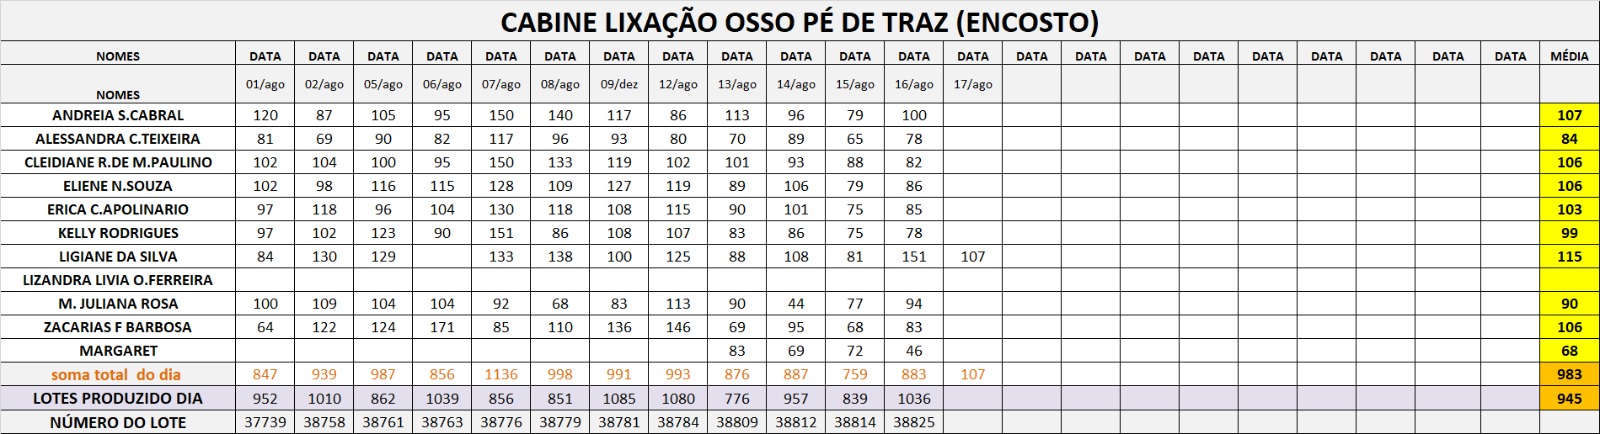 CABINE LIXAÇÃO OSSO PÉ DE TRAZ (ENCOSTO)
NOMES DATA DATA DATA DATA DATA DATA DATA DATA DATA DATA DATA DATA DATA DATA DATA DATA DATA DATA DATA DATA DATA DATA MÉDIA
NOMES 01/ago 02/ago 05/ago 06/ago 07/ago 08/ago 09/dez 12/ago 13/ago 14/ago 15/ago 16/ago 17/ago
ANDREIA S.CABRAL 120 87 105 95 150 140 117 86 113 96 79 100 107
ALESSANDRA C.TEIXEIRA 81 69 90 82 117 96 93 80 70 89 65 78 84
CLEIDIANE R.DE M.PAULINO 102 104 100 95 150 133 119 102 101 93 88 82 106
ELIENE N.SOUZA 102 98 116 115 128 109 127 119 89 106 79 86 106
ERICA C.APOLINARIO 97 118 96 104 130 118 108 115 90 101 75 85 103
KELLY RODRIGUES 97 102 123 90 151 86 108 107 83 86 75 78 99
LIGIANE DA SILVA 84 130 129 133 138 100 125 88 108 81 151 107 115
LIZANDRA LIVIA O.FERREIRA
M. JULIANA ROSA 100 109 104 104 92 68 83 113 90 44 77 94 90
ZACARIAS F BARBOSA 64 122 124 171 85 110 136 146 69 95 68 83 106
MARGARET 83 69 72 46 68
soma total do dia 847 939 987 856 1136 998 991 993 876 887 759 883 107 983
LOTES PRODUZIDO DIA 952 1010 862 1039 856 851 1085 1080 776 957 839 1036 945
NÚMERO DO LOTE 37739 38758 38761 38763 38776 38779 38781 38784 38809 38812 38814 38825